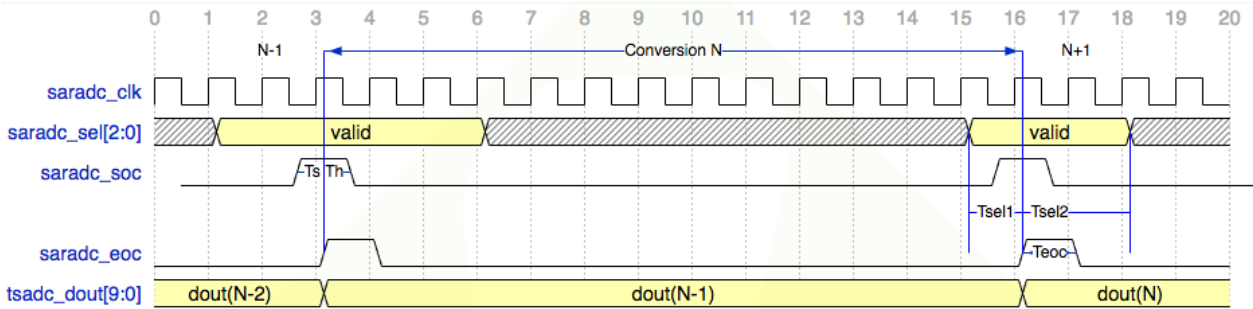 0 1 2 3 4 5 6 7 8 9 10 11 12 13 14 15 16 17 18 19 20
N-1 Conversion N N+1
saradc_clk
saradc_sel[2:0] valid valid
saradc_soc Ts Th
Tsel1 Tsel2
saradc_eoc Teoc
tsadc_dout[9:0] dout(N-2) dout(N-1) dout(N)